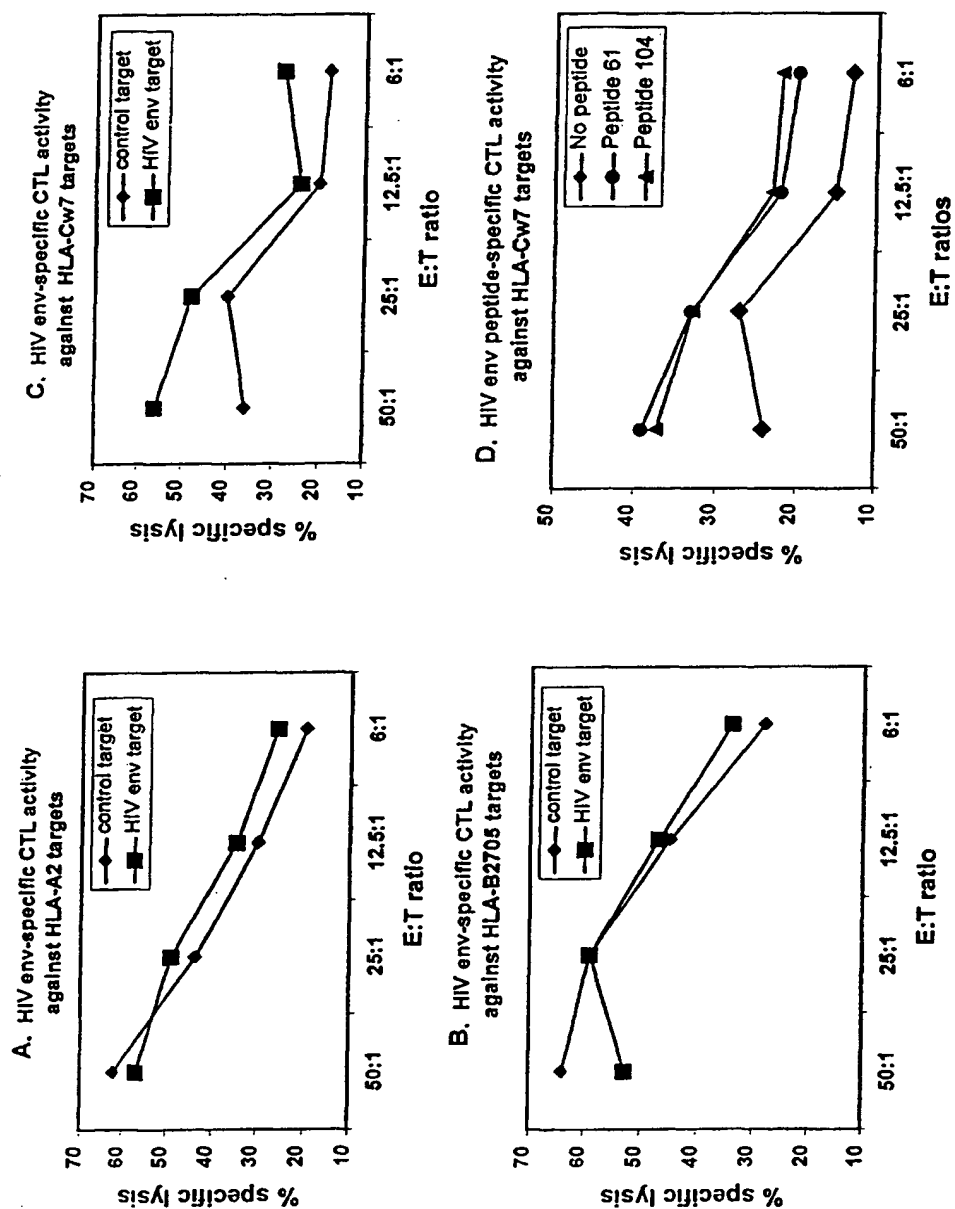 A. HIV env-specific CTL activity
against HLA-A2 targets
control target
HIV env target
% specific lysis
70
60
50
40
30
20
10
50:1
25:1
12.5:1
6:1
E:T ratio
B. HIV env-specific CTL activity
against HLA-B2705 targets
control target
HIV env target
% specific lysis
70
60
50
40
30
20
10
50:1
25:1
12.5:1
6:1
E:T ratio
C. HIV env-specific CTL activity
against HLA-Cw7 targets
control target
HIV env target
% specific lysis
70
60
50
40
30
20
10
50:1
25:1
12.5:1
6:1
E:T ratio
D. HIV env peptide-specific CTL activity
against HLA-Cw7 targets
No peptide
Peptide 61
Peptide 104
% specific lysis
50
40
30
20
10
50:1
25:1
12.5:1
6:1
E:T ratios